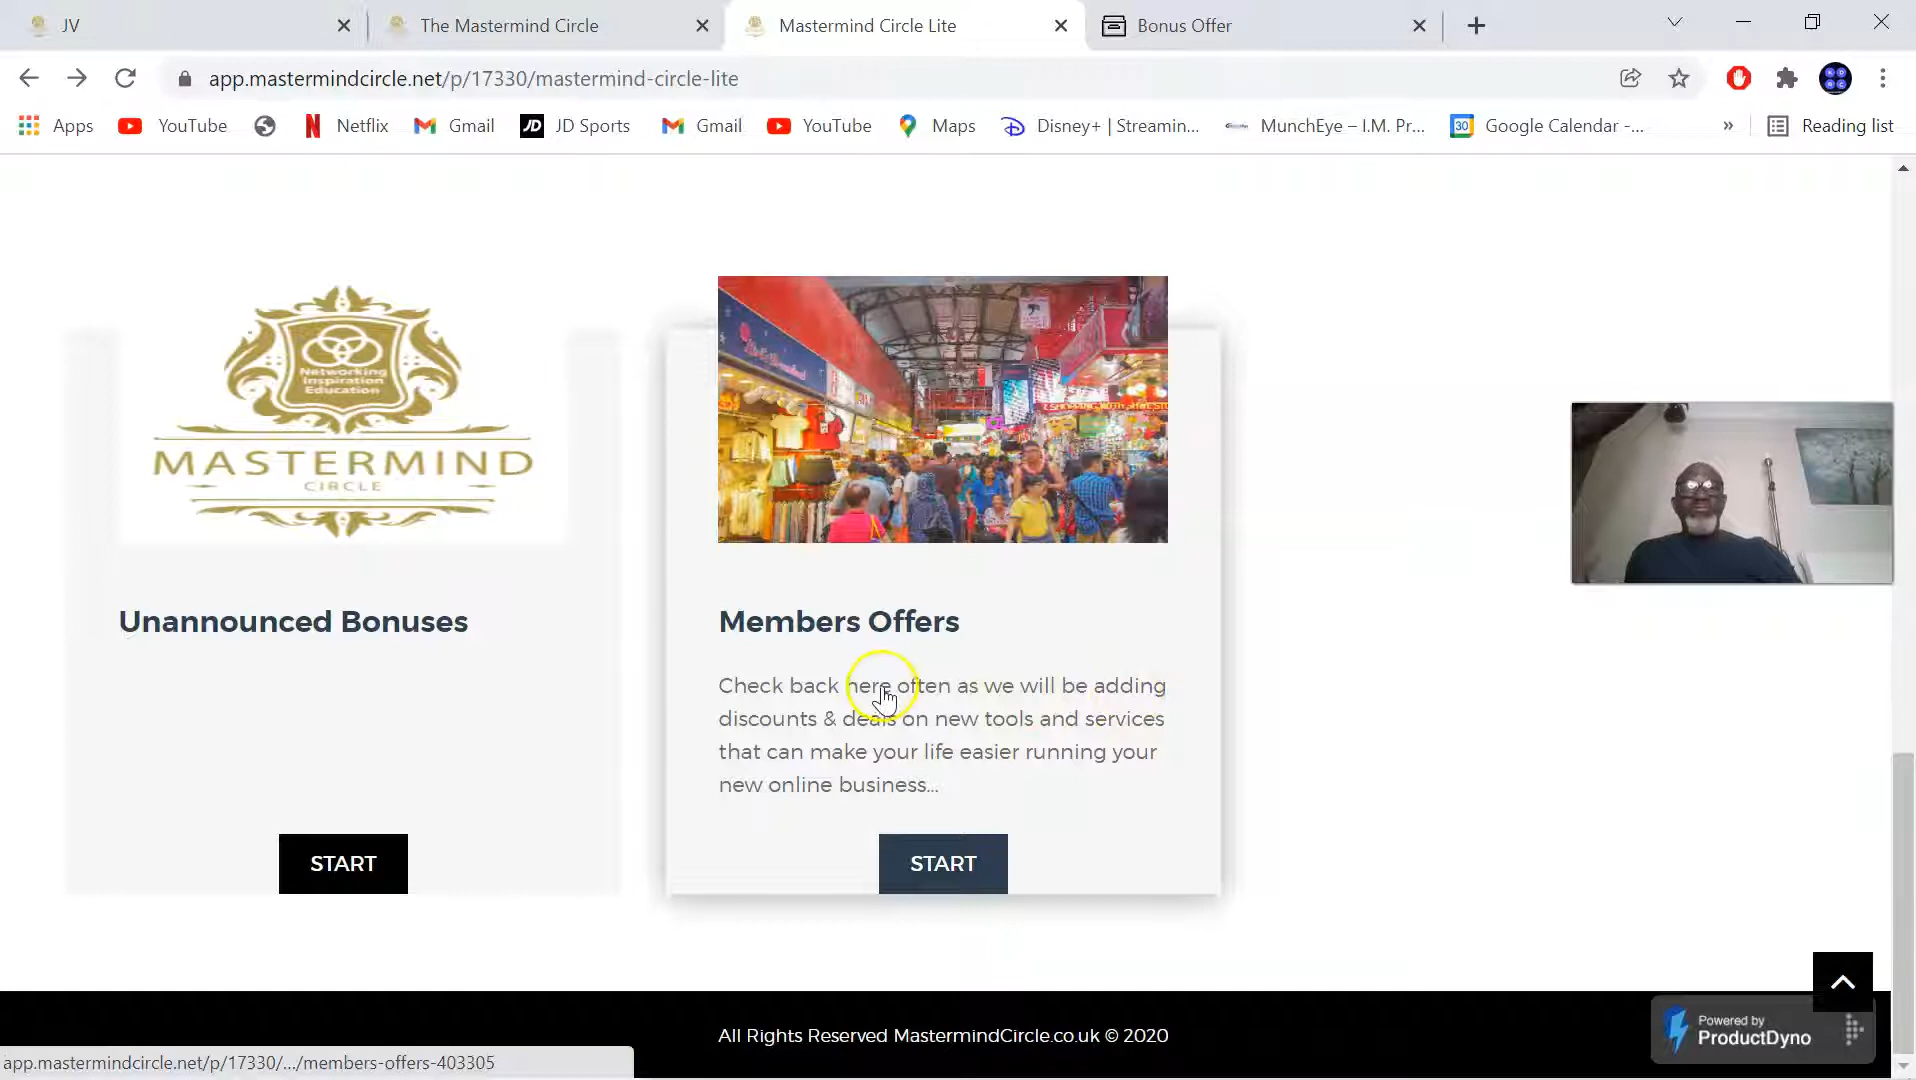 JV
The Mastermind Circle
Mastermind Circle Lite
Bonus Offer
app.mastermindcircle.net/p/17330/mastermind-circle-lite
Apps
YouTube
Netflix
Gmail
JD
JD Sports
Gmail
YouTube
Maps
Disney+ | Streamin...
MunchEye – I.M. Pr...
30
Google Calendar -...
»
Reading list
Networking
Inspiration
Education
MASTERMIND
CIRCLE
Unannounced Bonuses
START
Members Offers
Check back here often as we will be adding
discounts & deals on new tools and services
that can make your life easier running your
new online business...
START
All Rights Reserved MastermindCircle.co.uk © 2020
Powered by
ProductDyno
app.mastermindcircle.net/p/17330/.../members-offers-403305